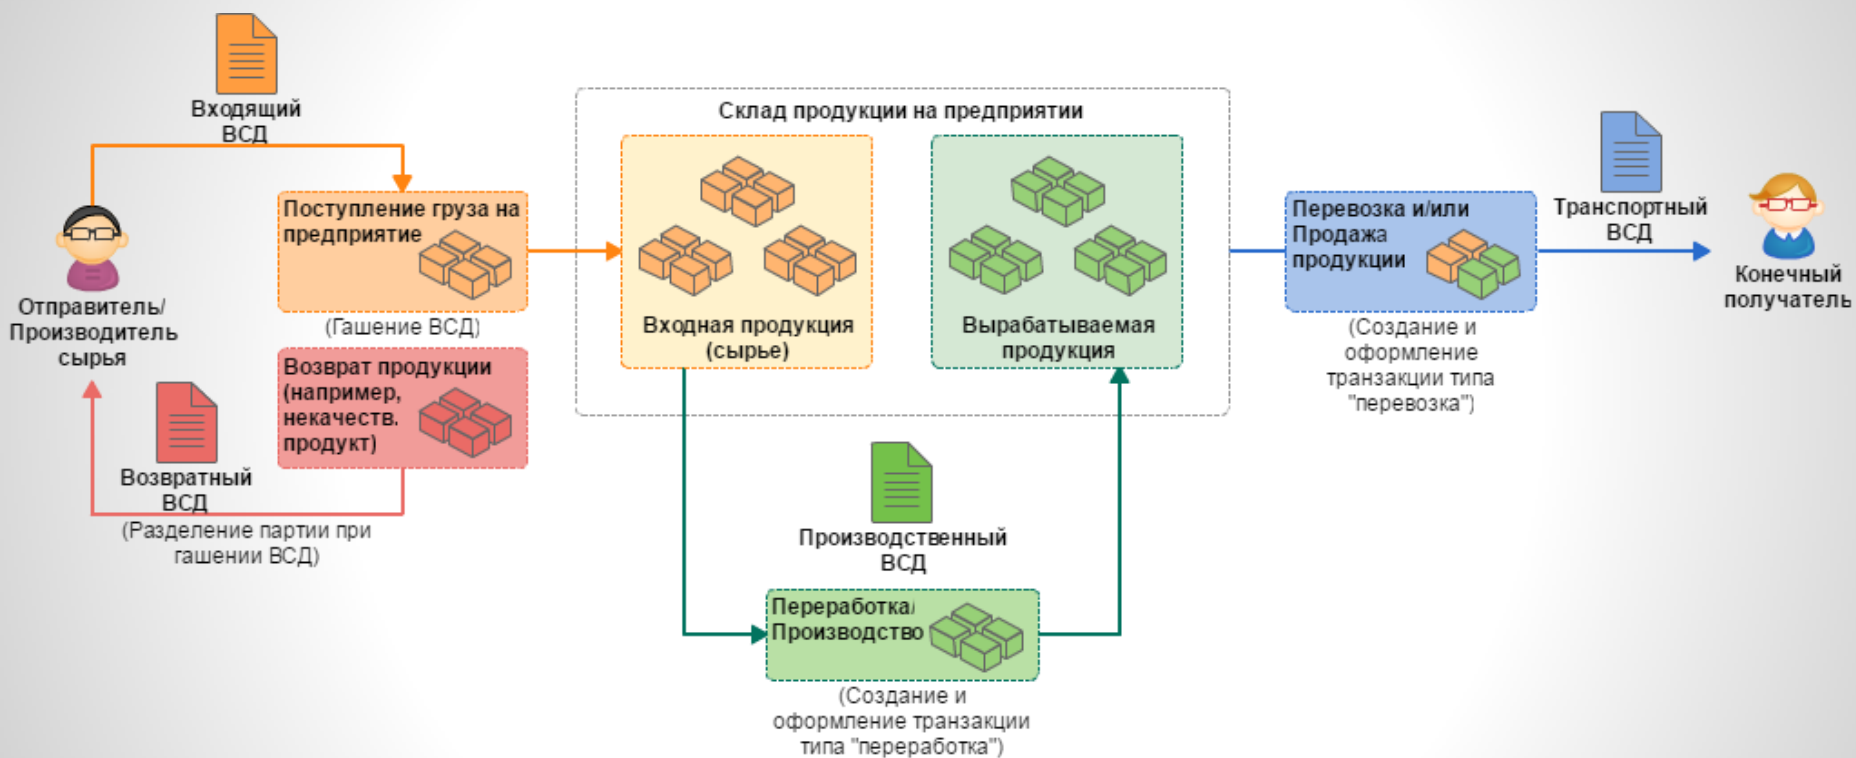 Входящий
ВСД
Отправитель/
Производитель
сырья
Поступление груза на
предприятие
(Гашение ВСД)
Возврат продукции
(например,
некачеств.
продукт)
Возвратный
ВСД
(Разделение партии при
гашении ВСД)
Склад продукции на предприятии
Входная продукция
(сырье)
Вырабатываемая
продукция
Производственный
ВСД
Переработка/
Производство
(Создание и
оформление транзакции
типа "переработка")
Перевозка и/или
Продажа
продукции
(Создание и
оформление
транзакции типа
"перевозка")
Транспортный
ВСД
Конечный
получатель